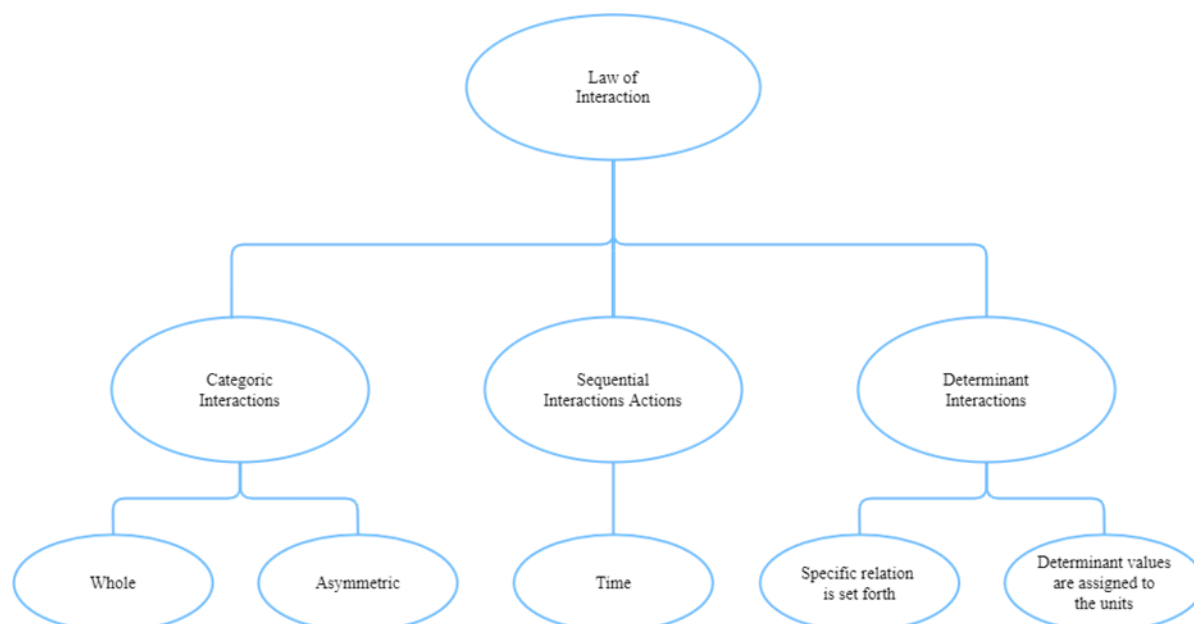 Law of
Interaction
Categoric
Interactions
Sequential
Interactions Actions
Determinant
Interactions
Whole
Asymmetric
Time
Specific relation
is set forth
Determinant values
are assigned to
the units